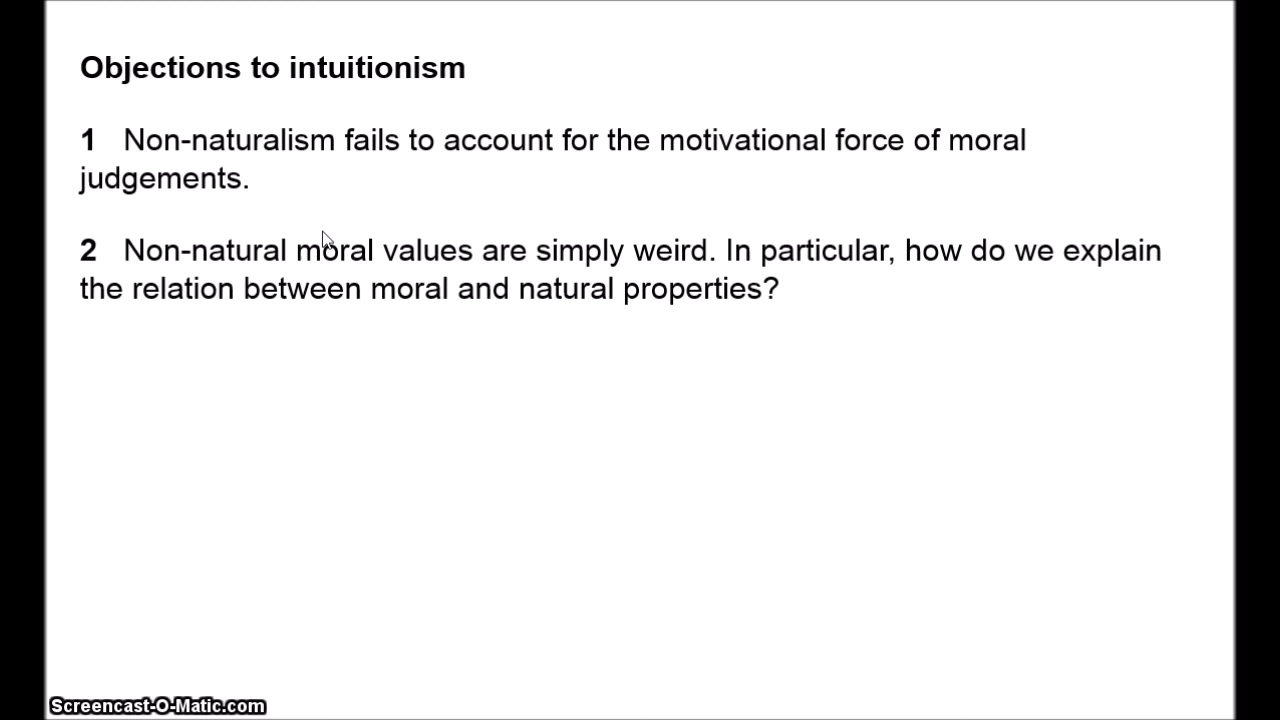 Objections to intuitionism
1 Non-naturalism fails to account for the motivational force of moral
judgements.
2 Non-natural moral values are simply weird. In particular, how do we explain
the relation between moral and natural properties?
Screencast-O-Matic.com